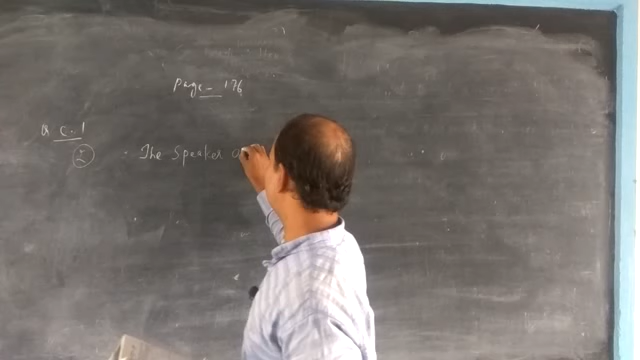 Page - 176
Q C. 1
2 . The Speaker